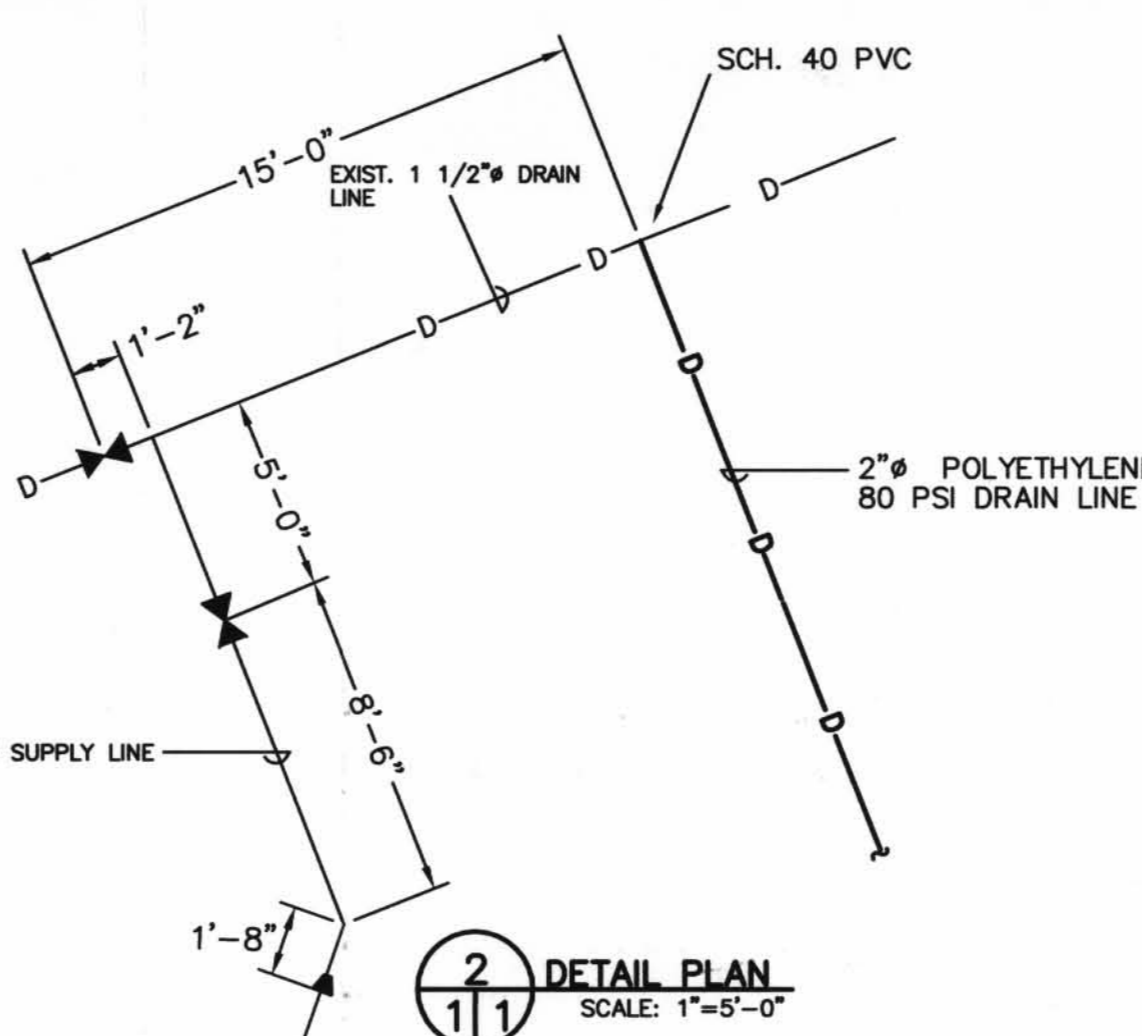 SCH. 40 PVC
15'-0"
EXIST. 1 1/2"ø DRAIN
LINE
D
D
D
1'-2"
D
D
5'-0"
2"ø POLYETHYLEN
80 PSI DRAIN LINE
D
8'-6"
D
SUPPLY LINE
1'-8"
2
1 1
DETAIL PLAN
SCALE: 1"=5'-0"